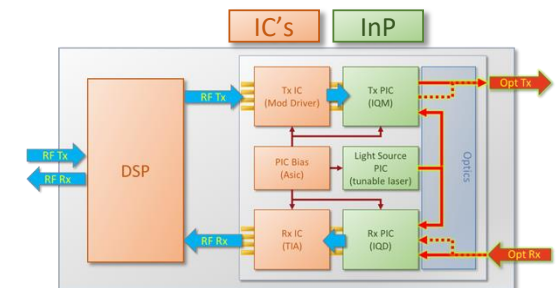 IC's
InP
Tx IC
(Mod Driver)
Tx PIC
(IQM)
Opt Tx
RF Tx
RF Tx
RF Rx
DSP
PIC Bias
(Asic)
Light Source
PIC
(tunable laser)
Optics
RF Rx
Rx IC
(TIA)
Rx PIC
(IQD)
Opt Rx